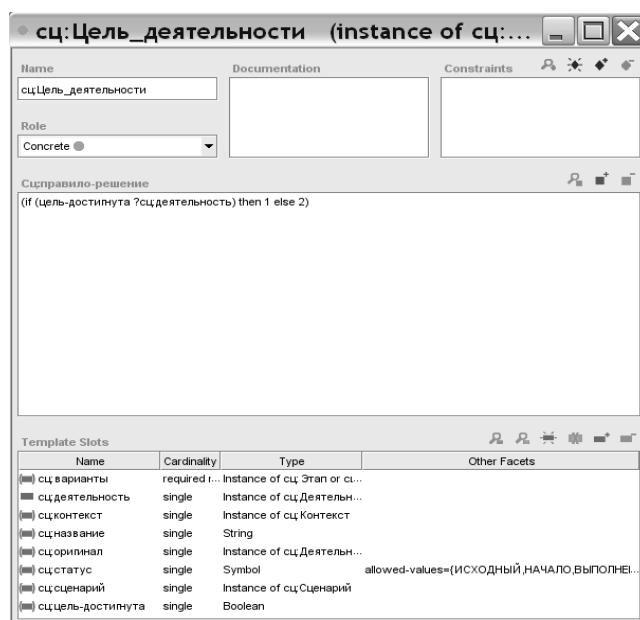 сц:Цель_деятельности (instance of сц:...
Name
Documentation
Constraints
сц:Цель_деятельности
Role
Concrete
Сц:правило-решение
(if (цель-достигнута ?сц:деятельность) then 1 else 2)
Template Slots
Name Cardinality Type Other Facets
сц:варианты required r... Instance of сц:Этап or сц...
сц:деятельность single Instance of сц:Деятельн...
сц:контекст single Instance of сц:Контекст
сц:название single String
сц:оригинал single Instance of сц:Деятельн...
сц:статус single Symbol allowed-values={ИСХОДНЫЙ,НАЧАЛО,ВЫПОЛНЕ...
сц:сценарий single Instance of сц:Сценарий
сц:цель-достигнута single Boolean